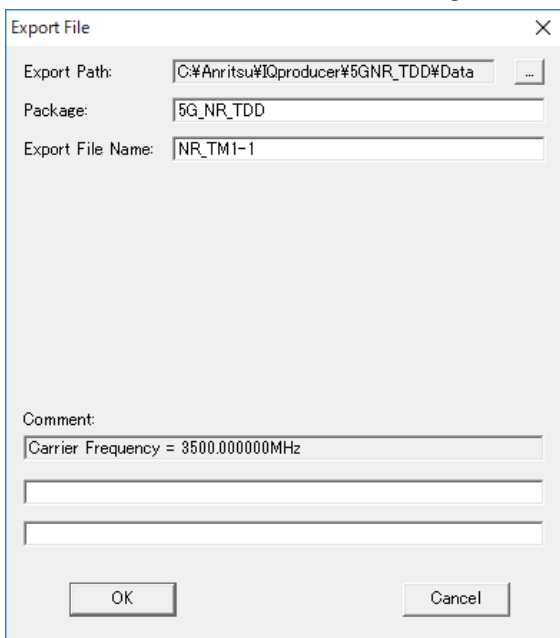 Export File
Export Path: C:¥Anritsu¥IQproducer¥5GNR_TDD¥Data ...
Package: 5G_NR_TDD
Export File Name: NR_TM1-1
Comment:
Carrier Frequency = 3500.000000MHz
OK Cancel